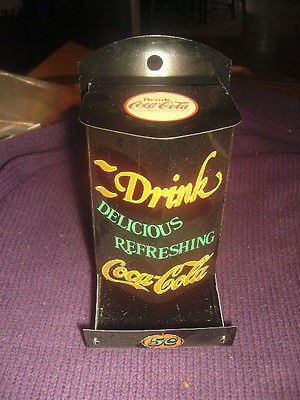 Drink
Coca-Cola
Drink
DELICIOUS
REFRESHING
Coca-Cola
5¢